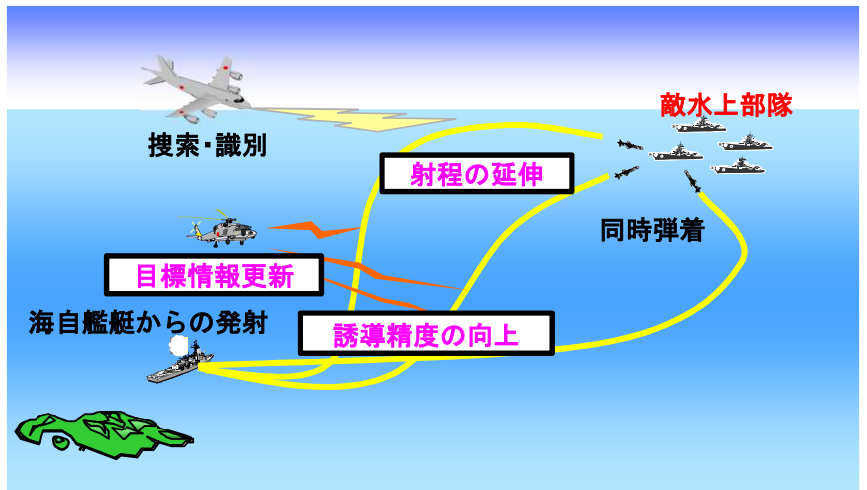 敵水上部隊
捜索・識別
射程の延伸
同時弾着
目標情報更新
海自艦艇からの発射
誘導精度の向上